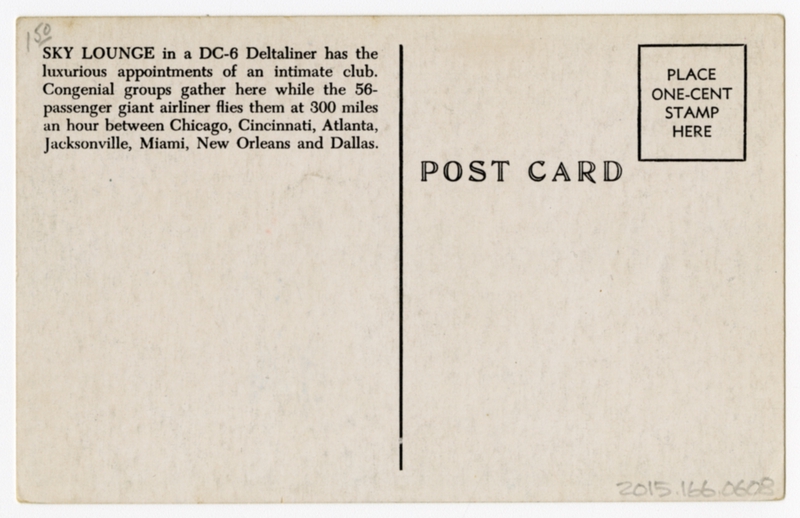 1.50
SKY LOUNGE in a DC-6 Deltaliner has the
luxurious appointments of an intimate club.
Congenial groups gather here while the 56-
passenger giant airliner flies them at 300 miles
an hour between Chicago, Cincinnati, Atlanta,
Jacksonville, Miami, New Orleans and Dallas.
PLACE
ONE-CENT
STAMP
HERE
POST CARD
2015.166.0608